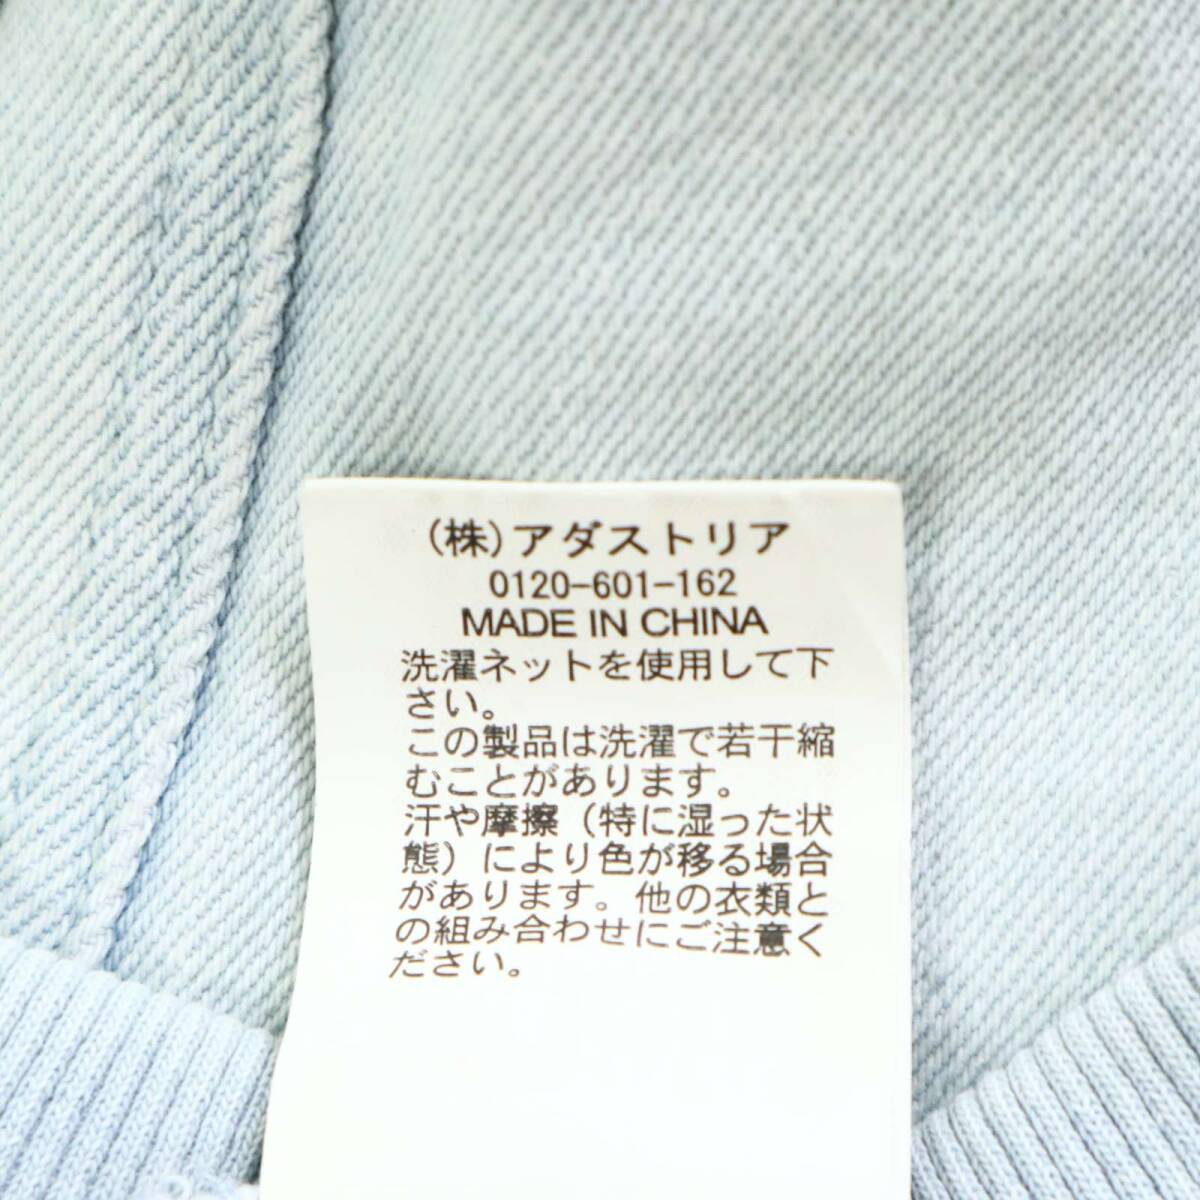 (株)アダストリア
0120-601-162
MADE IN CHINA
洗濯ネットを使用して下
さい。
この製品は洗濯で若干縮
むことがあります。
汗や摩擦（特に湿った状
態）により色が移る場合
があります。他の衣類と
の組み合わせにご注意く
ださい。